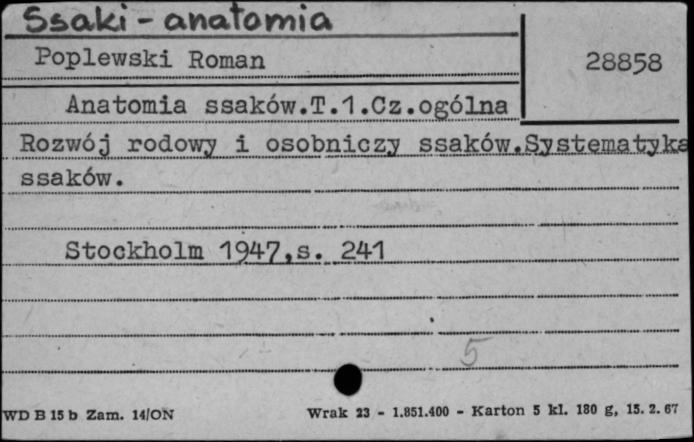 Ssaki - anatomia
Poplewski Roman
28858
Anatomia ssaków.T.1.Cz.ogólna
Rozwój rodowy i osobniczy ssaków.Systematyka
ssaków.
Stockholm 1947,s. 241
5
WD B 15 b Zam. 14/ON
Wrak 23 - 1.851.400 - Karton 5 kl. 180 g, 15. 2. 67